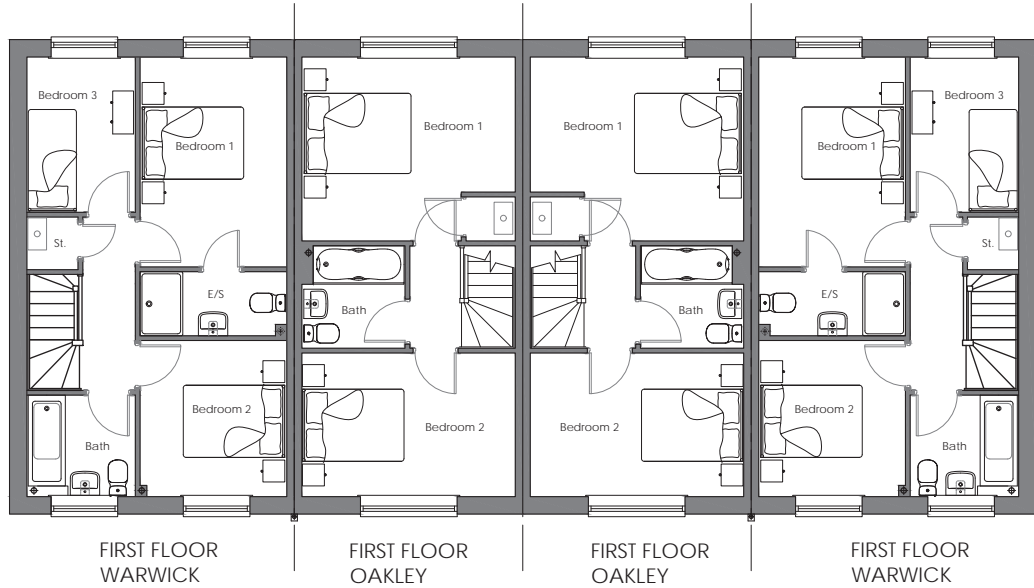 Bedroom 3
Bedroom 1
St.
E/S
Bedroom 2
Bath
Bedroom 1
Bath
Bedroom 2
Bedroom 1
Bath
Bedroom 2
Bedroom 1
Bedroom 3
St.
E/S
Bedroom 2
Bath
FIRST FLOOR
WARWICK
FIRST FLOOR
OAKLEY
FIRST FLOOR
OAKLEY
FIRST FLOOR
WARWICK